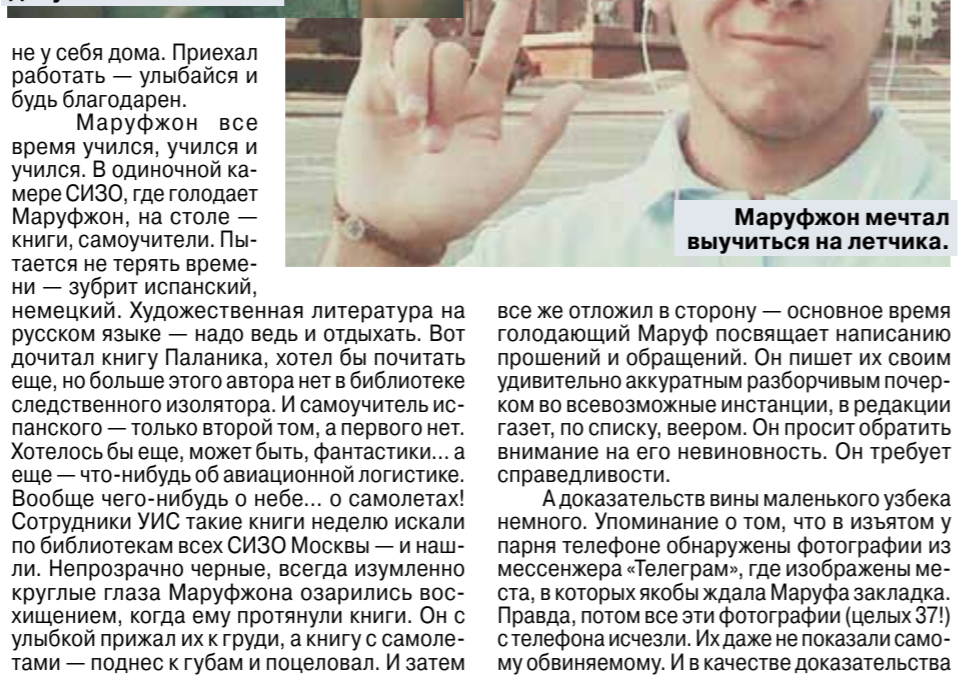 не у себя дома. Приехал
работать — улыбайся и
будь благодарен.
Маруфжон все
время учился, учился и
учился. В одиночной ка-
мере СИЗО, где голодает
Маруфжон, на столе —
книги, самоучители. Пы-
тается не терять време-
ни — зубрит испанский,
немецкий. Художественная литература на
русском языке — надо ведь и отдыхать. Вот
дочитал книгу Паланика, хотел бы почитать
еще, но больше этого автора нет в библиотеке
следственного изолятора. И самоучитель ис-
панского — только второй том, а первого нет.
Хотелось бы еще, может быть, фантастики... а
еще — что-нибудь об авиационной логистике.
Вообще чего-нибудь о небе... о самолетах!
Сотрудники УИС такие книги неделю искали
по библиотекам всех СИЗО Москвы — и наш-
ли. Непрозрачно черные, всегда изумленно
круглые глаза Маруфжона озарились вос-
хищением, когда ему протянули книги. Он с
улыбкой прижал их к груди, а книгу с самоле-
тами — поднес к губам и поцеловал. И затем
Маруфжон мечтал
выучиться на летчика.
все же отложил в сторону — основное время
голодающий Маруф посвящает написанию
прошений и обращений. Он пишет их своим
удивительно аккуратным разборчивым почер-
ком во всевозможные инстанции, в редакции
газет, по списку, веером. Он просит обратить
внимание на его невиновность. Он требует
справедливости.
А доказательств вины маленького узбека
немного. Упоминание о том, что в изъятом у
парня телефоне обнаружены фотографии из
мессенжера «Телеграм», где изображены ме-
ста, в которых якобы ждала Маруфа закладка.
Правда, потом все эти фотографии (целых 37!)
с телефона исчезли. Их даже не показали само-
му обвиняемому. И в качестве доказательства